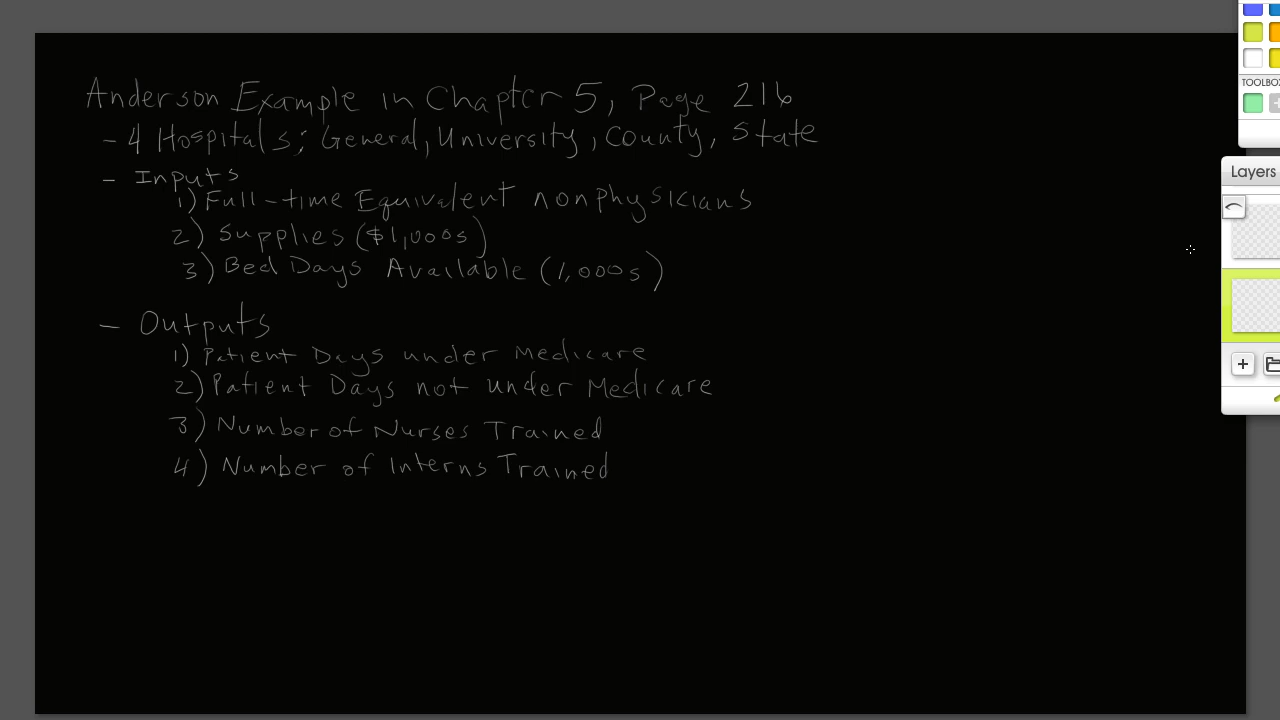 Anderson Example in Chapter 5, Page 216
- 4 Hospitals; General, University, County, State
- Inputs
1) Full-time Equivalent nonphysicians
2) Supplies ($1,000s)
3) Bed Days Available (1,000s)
- Outputs
1) Patient Days under Medicare
2) Patient Days not under Medicare
3) Number of Nurses Trained
4) Number of Interns Trained
TOOLBOX
Layers